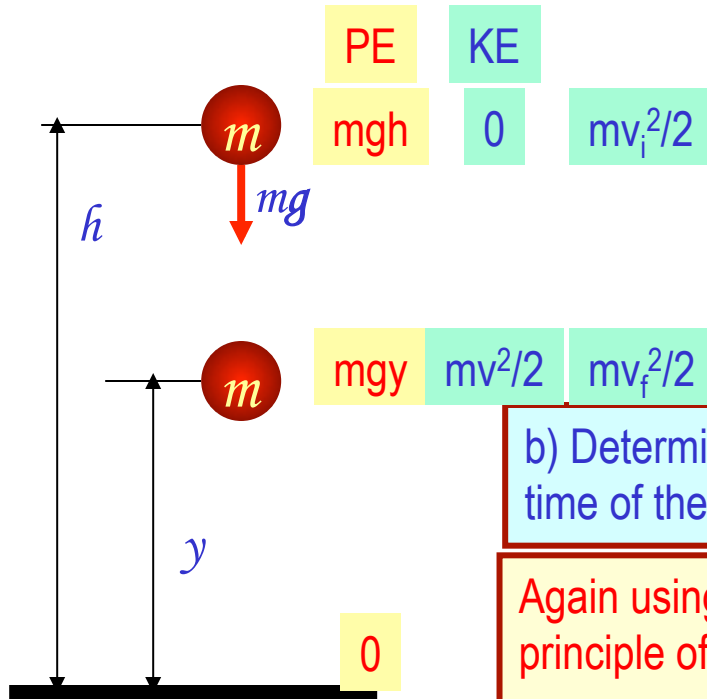 PE KE
m mgh 0 mvᵢ²/2
mg
h
m mgy mv²/2 mv_f²/2
b) Determi
time of the
y
Again using
principle of
0